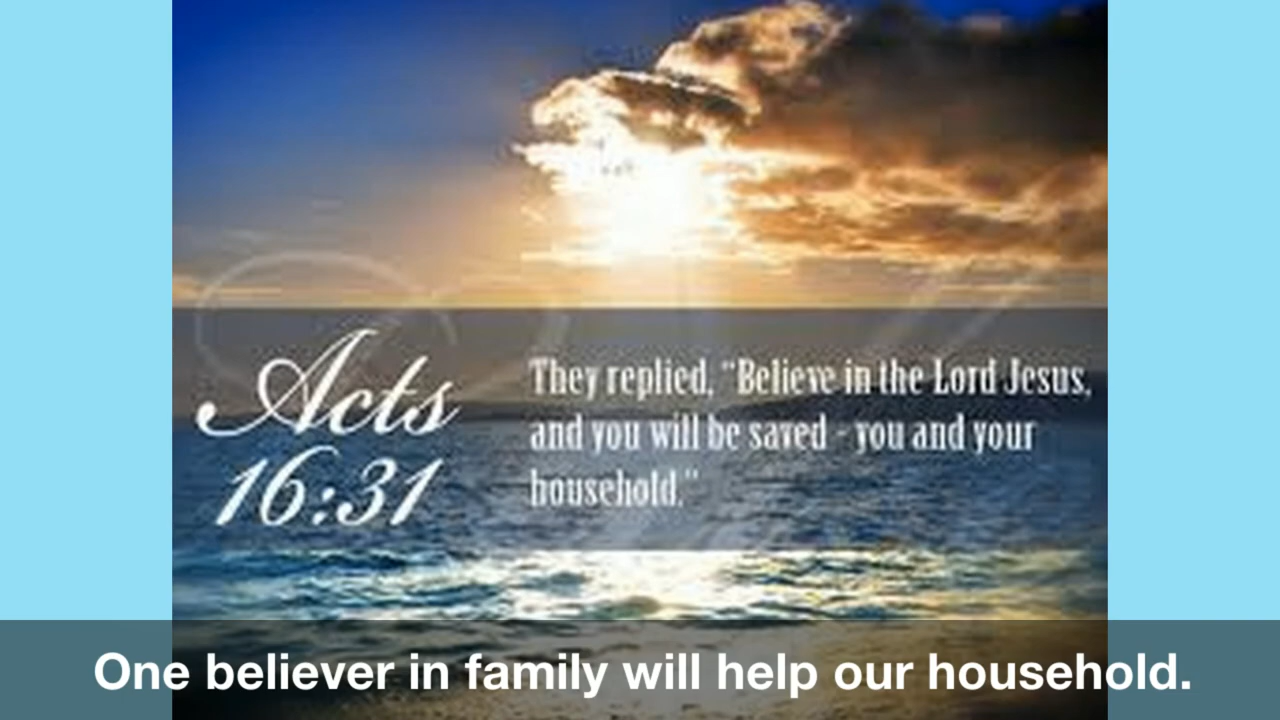 Acts
16:31
They replied, "Believe in the Lord Jesus,
and you will be saved - you and your
household."
One believer in family will help our household.